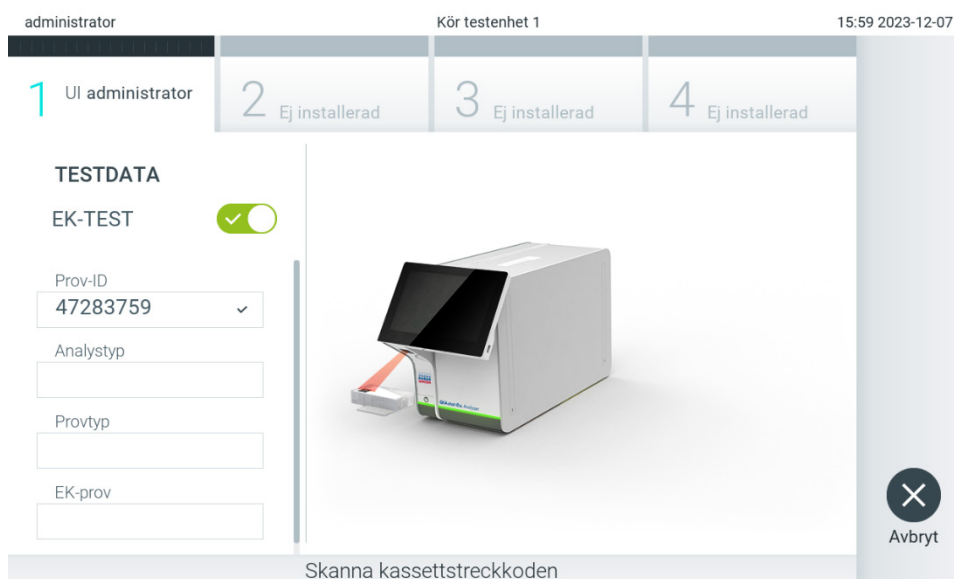 administrator Kör testenhet 1 15:59 2023-12-07
1 UI administrator
2 Ej installerad
3 Ej installerad
4 Ej installerad
TESTDATA
EK-TEST
Prov-ID
47283759
Analystyp
Provtyp
EK-prov
Avbryt
Skanna kassettstreckkoden